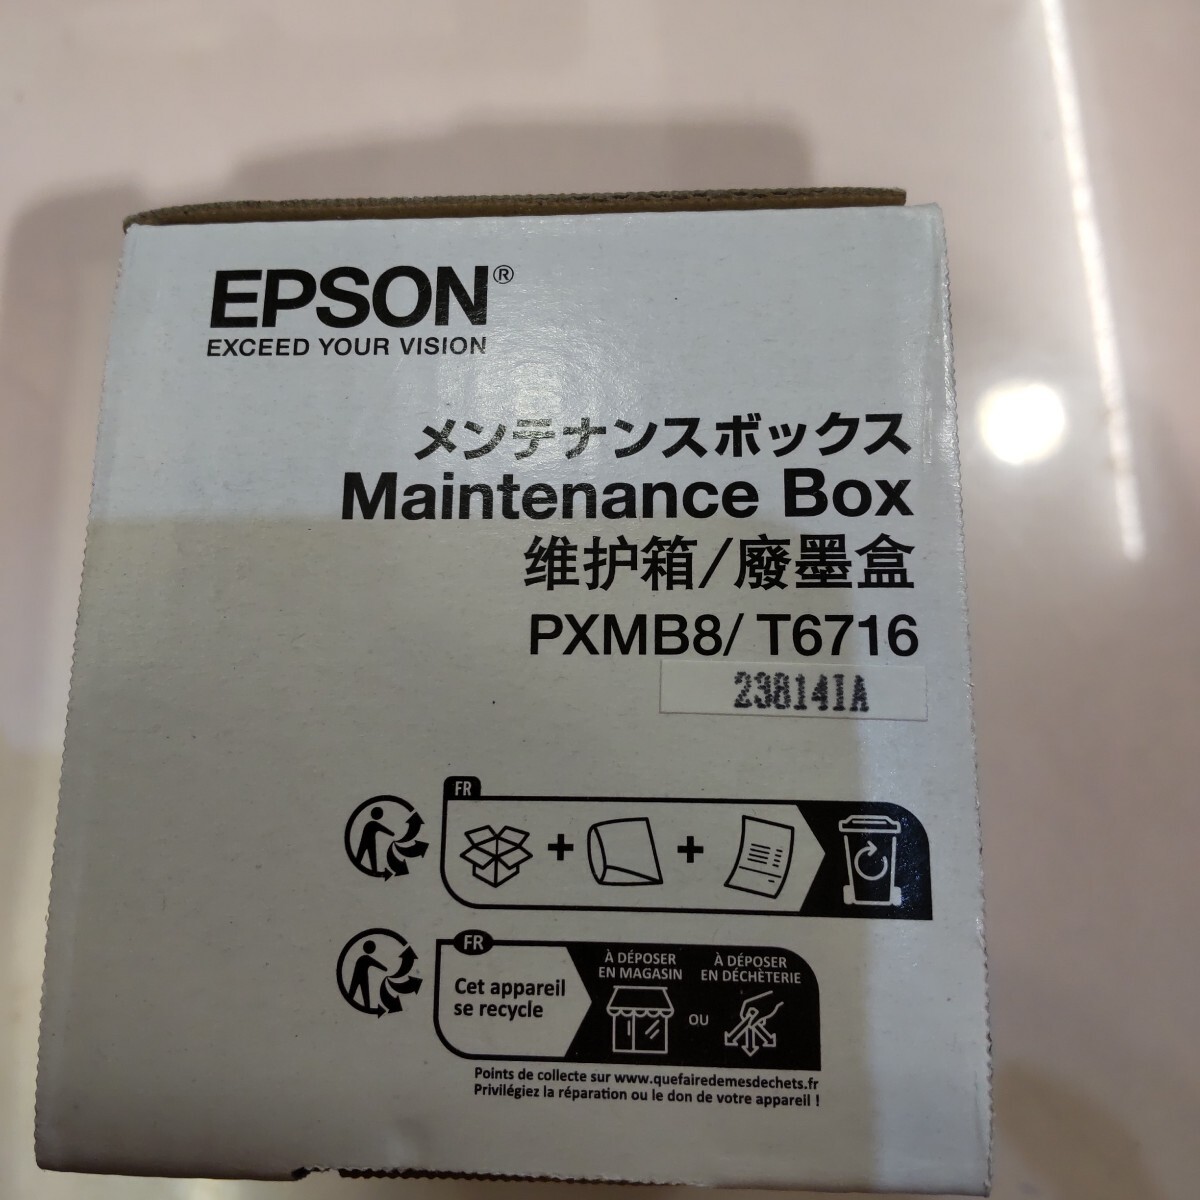 EPSON®
EXCEED YOUR VISION
メンテナンスボックス
Maintenance Box
维护箱/廢墨盒
PXMB8/ T6716
23814IA
FR
+ +
FR
Cet appareil
se recycle
À DÉPOSER
EN MAGASIN
OU
À DÉPOSER
EN DÉCHÈTERIE
Points de collecte sur www.quefairedemesdechets.fr
Privilégiez la réparation ou le don de votre appareil !